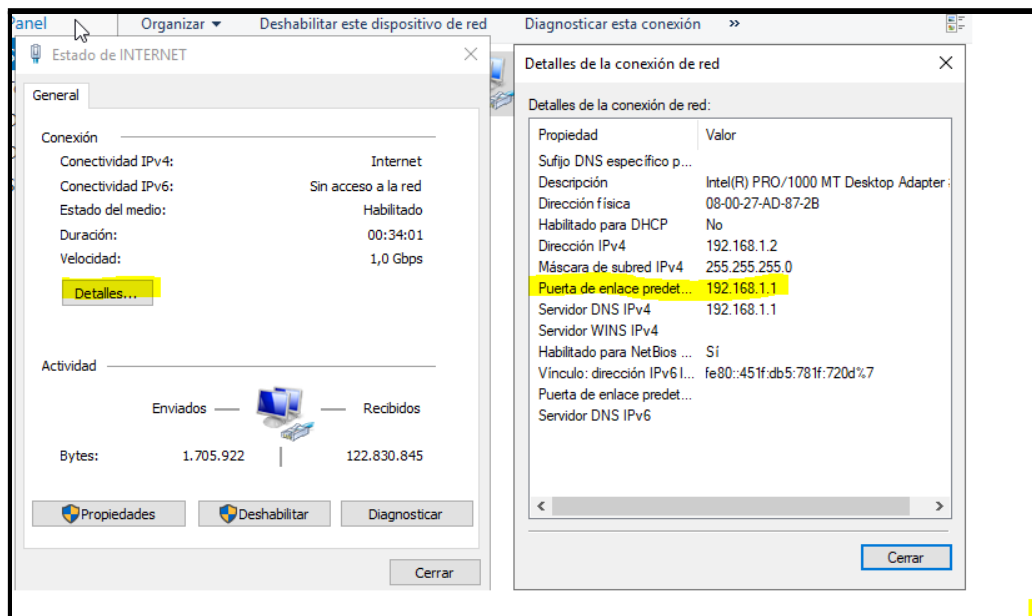 Panel Organizar Deshabilitar este dispositivo de red Diagnosticar esta conexión »
Estado de INTERNET
General
Conexión
Conectividad IPv4: Internet
Conectividad IPv6: Sin acceso a la red
Estado del medio: Habilitado
Duración: 00:34:01
Velocidad: 1,0 Gbps
Detalles...
Actividad
Enviados — — Recibidos
Bytes: 1.705.922 122.830.845
Propiedades Deshabilitar Diagnosticar
Cerrar
Detalles de la conexión de red
Detalles de la conexión de red:
Propiedad Valor
Sufijo DNS específico p...
Descripción Intel(R) PRO/1000 MT Desktop Adapter
Dirección física 08-00-27-AD-87-2B
Habilitado para DHCP No
Dirección IPv4 192.168.1.2
Máscara de subred IPv4 255.255.255.0
Puerta de enlace predet... 192.168.1.1
Servidor DNS IPv4 192.168.1.1
Servidor WINS IPv4
Habilitado para NetBios ... Sí
Vínculo: dirección IPv6 l... fe80::451f:db5:781f:720d%7
Puerta de enlace predet...
Servidor DNS IPv6
Cerrar